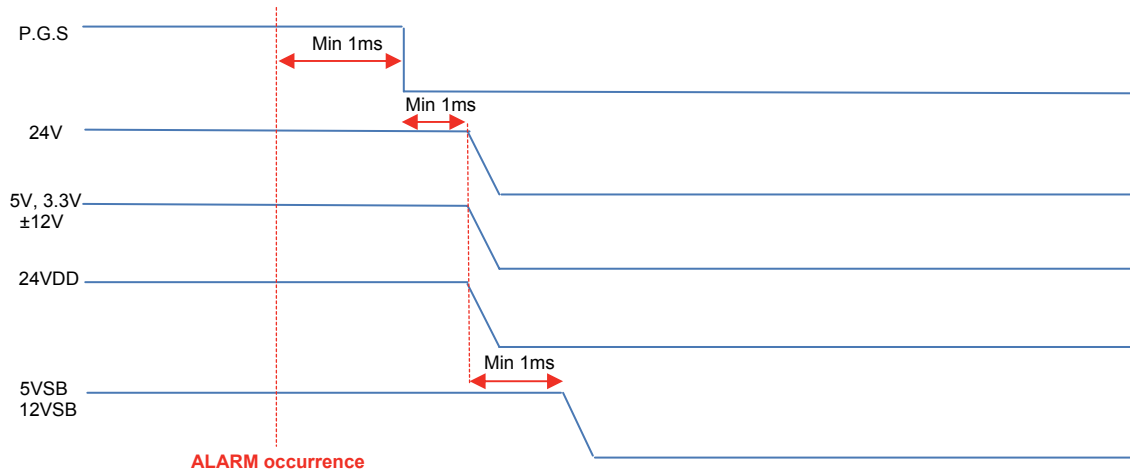 P.G.S
Min 1ms
Min 1ms
24V
5V, 3.3V
±12V
24VDD
Min 1ms
5VSB
12VSB
ALARM occurrence